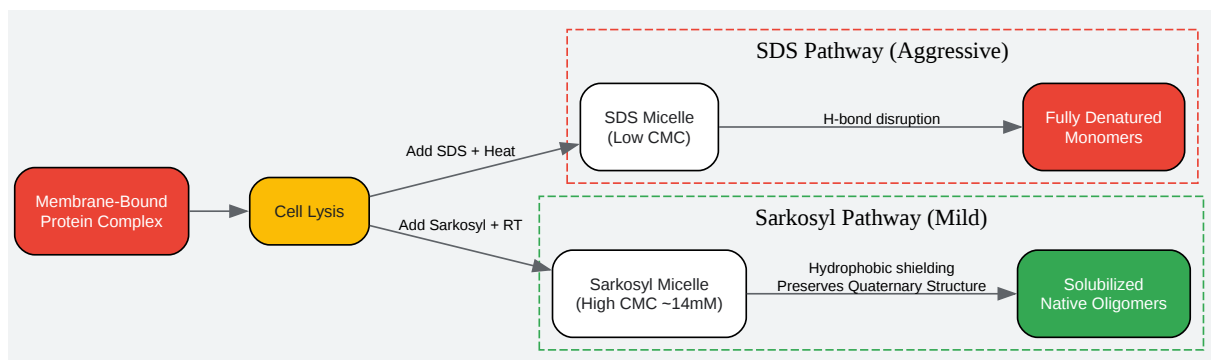 SDS Pathway (Aggressive)
SDS Micelle
(Low CMC)
H-bond disruption
Fully Denatured
Monomers
Add SDS + Heat
Membrane-Bound
Protein Complex
Cell Lysis
Add Sarkosyl + RT
Sarkosyl Pathway (Mild)
Sarkosyl Micelle
(High CMC ~14mM)
Hydrophobic shielding
Preserves Quaternary Structure
Solubilized
Native Oligomers